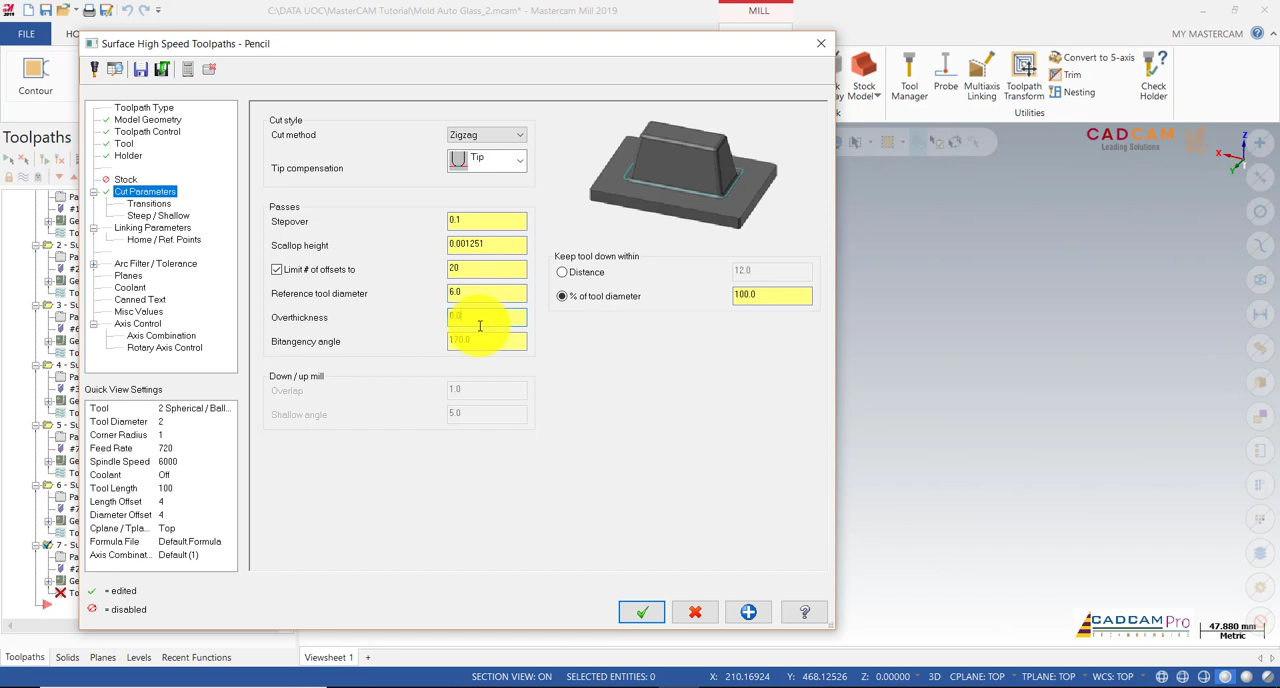 2019
C:\DATA UOC\MasterCAM Tutorial\Mold Auto Glass_2.mcam* - Mastercam Mill 2019
MILL
FILE
HO
MY MASTERCAM
Contour
Surface High Speed Toolpaths - Pencil
Stock Model
Tool Manager
Probe
Multiaxis Linking
Toolpath Transform
Convert to 5-axis
Trim
Nesting
Check Holder
Utilities
Toolpaths
Toolpath Type
Model Geometry
Toolpath Control
Tool
Holder
Stock
Cut Parameters
Transitions
Steep / Shallow
Linking Parameters
Home / Ref. Points
Arc Filter / Tolerance
Planes
Coolant
Canned Text
Misc Values
Axis Control
Axis Combination
Rotary Axis Control
Quick View Settings
Tool 2 Spherical / Ball...
Tool Diameter 2
Corner Radius 1
Feed Rate 720
Spindle Speed 6000
Coolant Off
Tool Length 100
Length Offset 4
Diameter Offset 4
Cplane / Tpla... Top
Formula File Default.Formula
Axis Combinat... Default (1)
= edited
= disabled
Cut style
Cut method Zigzag
Tip compensation Tip
Passes
Stepover 0.1
Scallop height 0.001251
Limit # of offsets to 20
Reference tool diameter 6.0
Overthickness 0.0
Bitangency angle 170.0
Down / up mill
Overlap 1.0
Shallow angle 5.0
Keep tool down within
Distance 12.0
% of tool diameter 100.0
CADCAM
Leading Solutions
Z
X
Y
CADCAMPro
TECHNOLOGIES
47.880 mm
Metric
Toolpaths Solids Planes Levels Recent Functions
Viewsheet 1 +
SECTION VIEW: ON SELECTED ENTITIES: 0 X: 210.16924 Y: 468.12526 Z: 0.00000 3D CPLANE: TOP TPLANE: TOP WCS: TOP